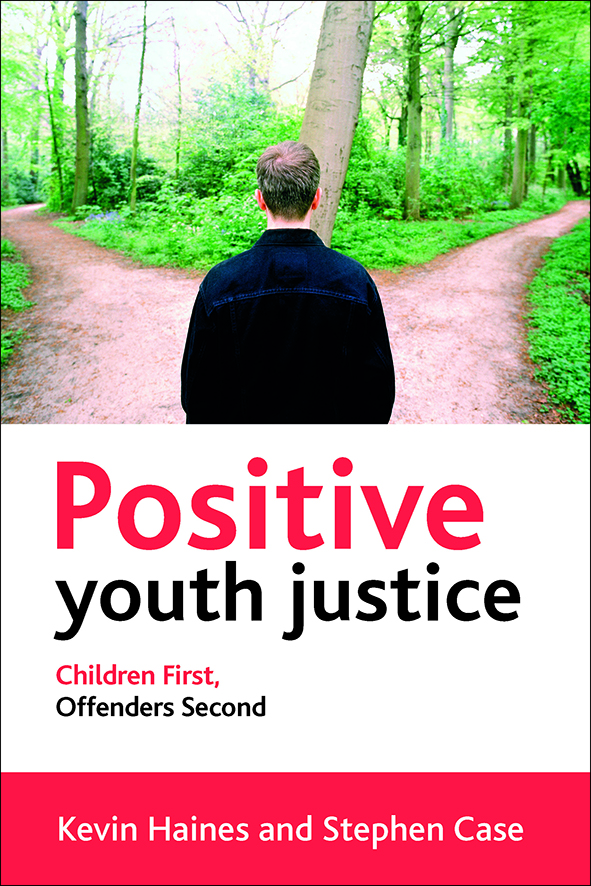 Positive
youth justice
Children First,
Offenders Second
Kevin Haines and Stephen Case